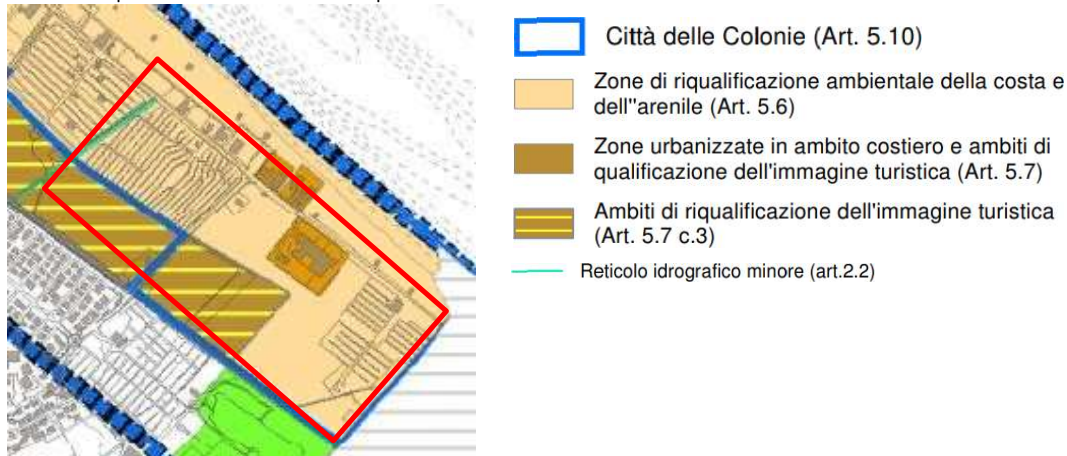 Città delle Colonie (Art. 5.10)
Zone di riqualificazione ambientale della costa e
dell''arenile (Art. 5.6)
Zone urbanizzate in ambito costiero e ambiti di
qualificazione dell'immagine turistica (Art. 5.7)
Ambiti di riqualificazione dell'immagine turistica
(Art. 5.7 c.3)
Reticolo idrografico minore (art.2.2)